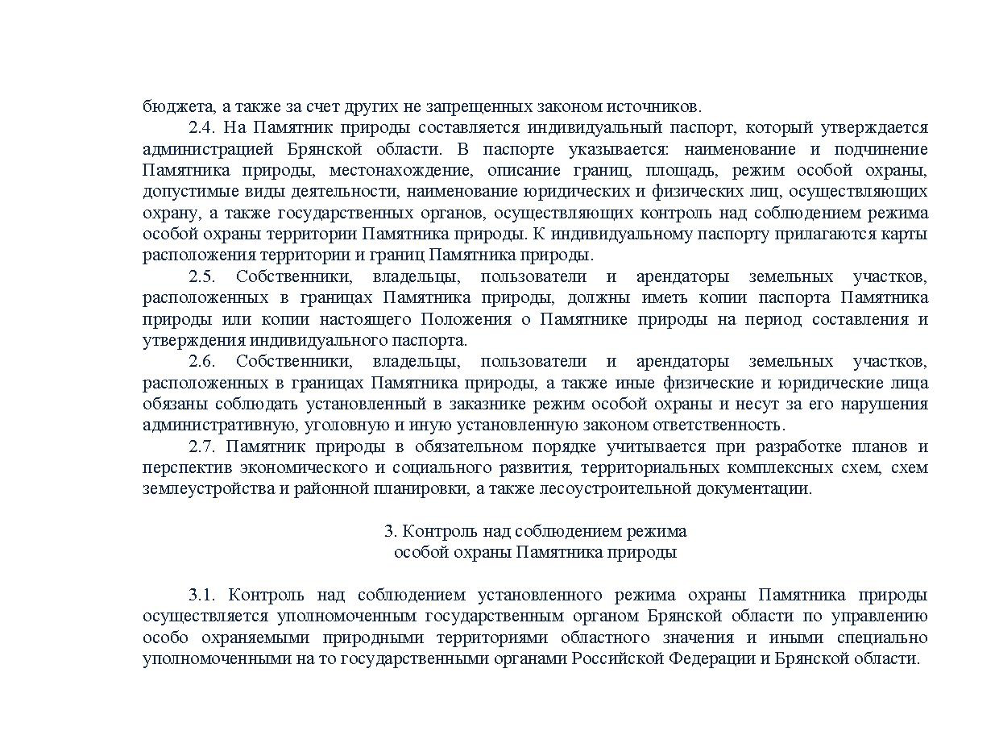 бюджета, а также за счет других не запрещенных законом источников.
2.4. На Памятник природы составляется индивидуальный паспорт, который утверждается
администрацией Брянской области. В паспорте указывается: наименование и подчинение
Памятника природы, местонахождение, описание границ, площадь, режим особой охраны,
допустимые виды деятельности, наименование юридических и физических лиц, осуществляющих
охрану, а также государственных органов, осуществляющих контроль над соблюдением режима
особой охраны территории Памятника природы. К индивидуальному паспорту прилагаются карты
расположения территории и границ Памятника природы.
2.5. Собственники, владельцы, пользователи и арендаторы земельных участков,
расположенных в границах Памятника природы, должны иметь копии паспорта Памятника
природы или копии настоящего Положения о Памятнике природы на период составления и
утверждения индивидуального паспорта.
2.6. Собственники, владельцы, пользователи и арендаторы земельных участков,
расположенных в границах Памятника природы, а также иные физические и юридические лица
обязаны соблюдать установленный в заказнике режим особой охраны и несут за его нарушения
административную, уголовную и иную установленную законом ответственность.
2.7. Памятник природы в обязательном порядке учитывается при разработке планов и
перспектив экономического и социального развития, территориальных комплексных схем, схем
землеустройства и районной планировки, а также лесоустроительной документации.
3. Контроль над соблюдением режима
особой охраны Памятника природы
3.1. Контроль над соблюдением установленного режима охраны Памятника природы
осуществляется уполномоченным государственным органом Брянской области по управлению
особо охраняемыми природными территориями областного значения и иными специально
уполномоченными на то государственными органами Российской Федерации и Брянской области.